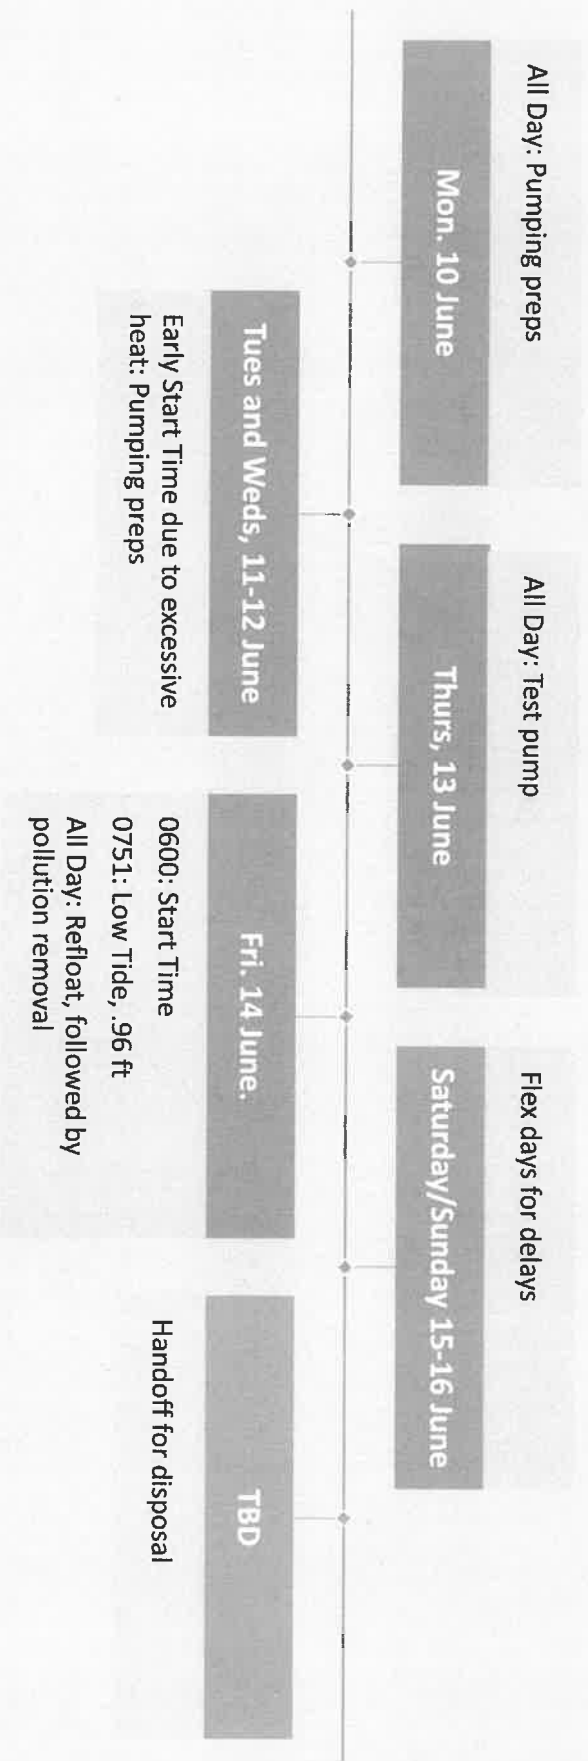 All Day: Pumping preps
Mon. 10 June
Tues and Weds, 11-12 June
Early Start Time due to excessive
heat: Pumping preps
All Day: Test pump
Thurs, 13 June
Fri. 14 June.
0600: Start Time
0751: Low Tide, .96 ft
All Day: Refloat, followed by
pollution removal
Flex days for delays
Saturday/Sunday 15-16 June
TBD
Handoff for disposal